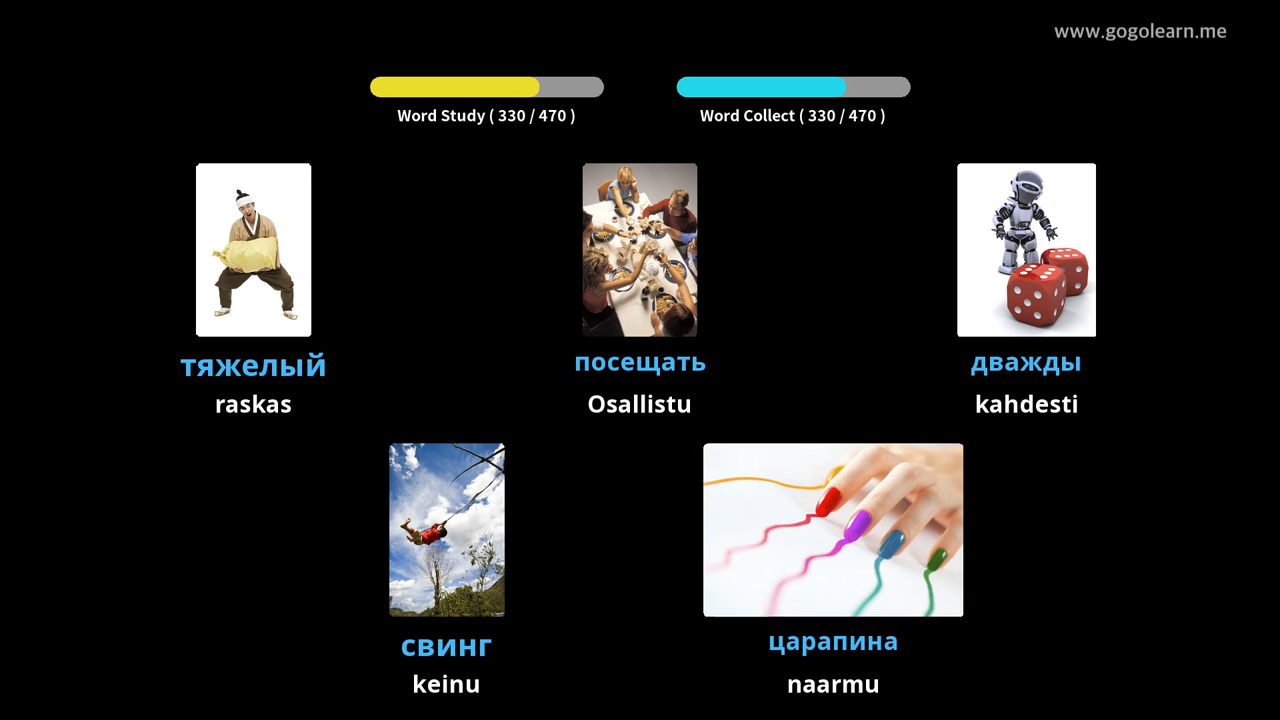 www.gogolearn.me
Word Study ( 330 / 470 )
Word Collect ( 330 / 470 )
тяжелый
raskas
посещать
Osallistu
дважды
kahdesti
свинг
keinu
царапина
naarmu